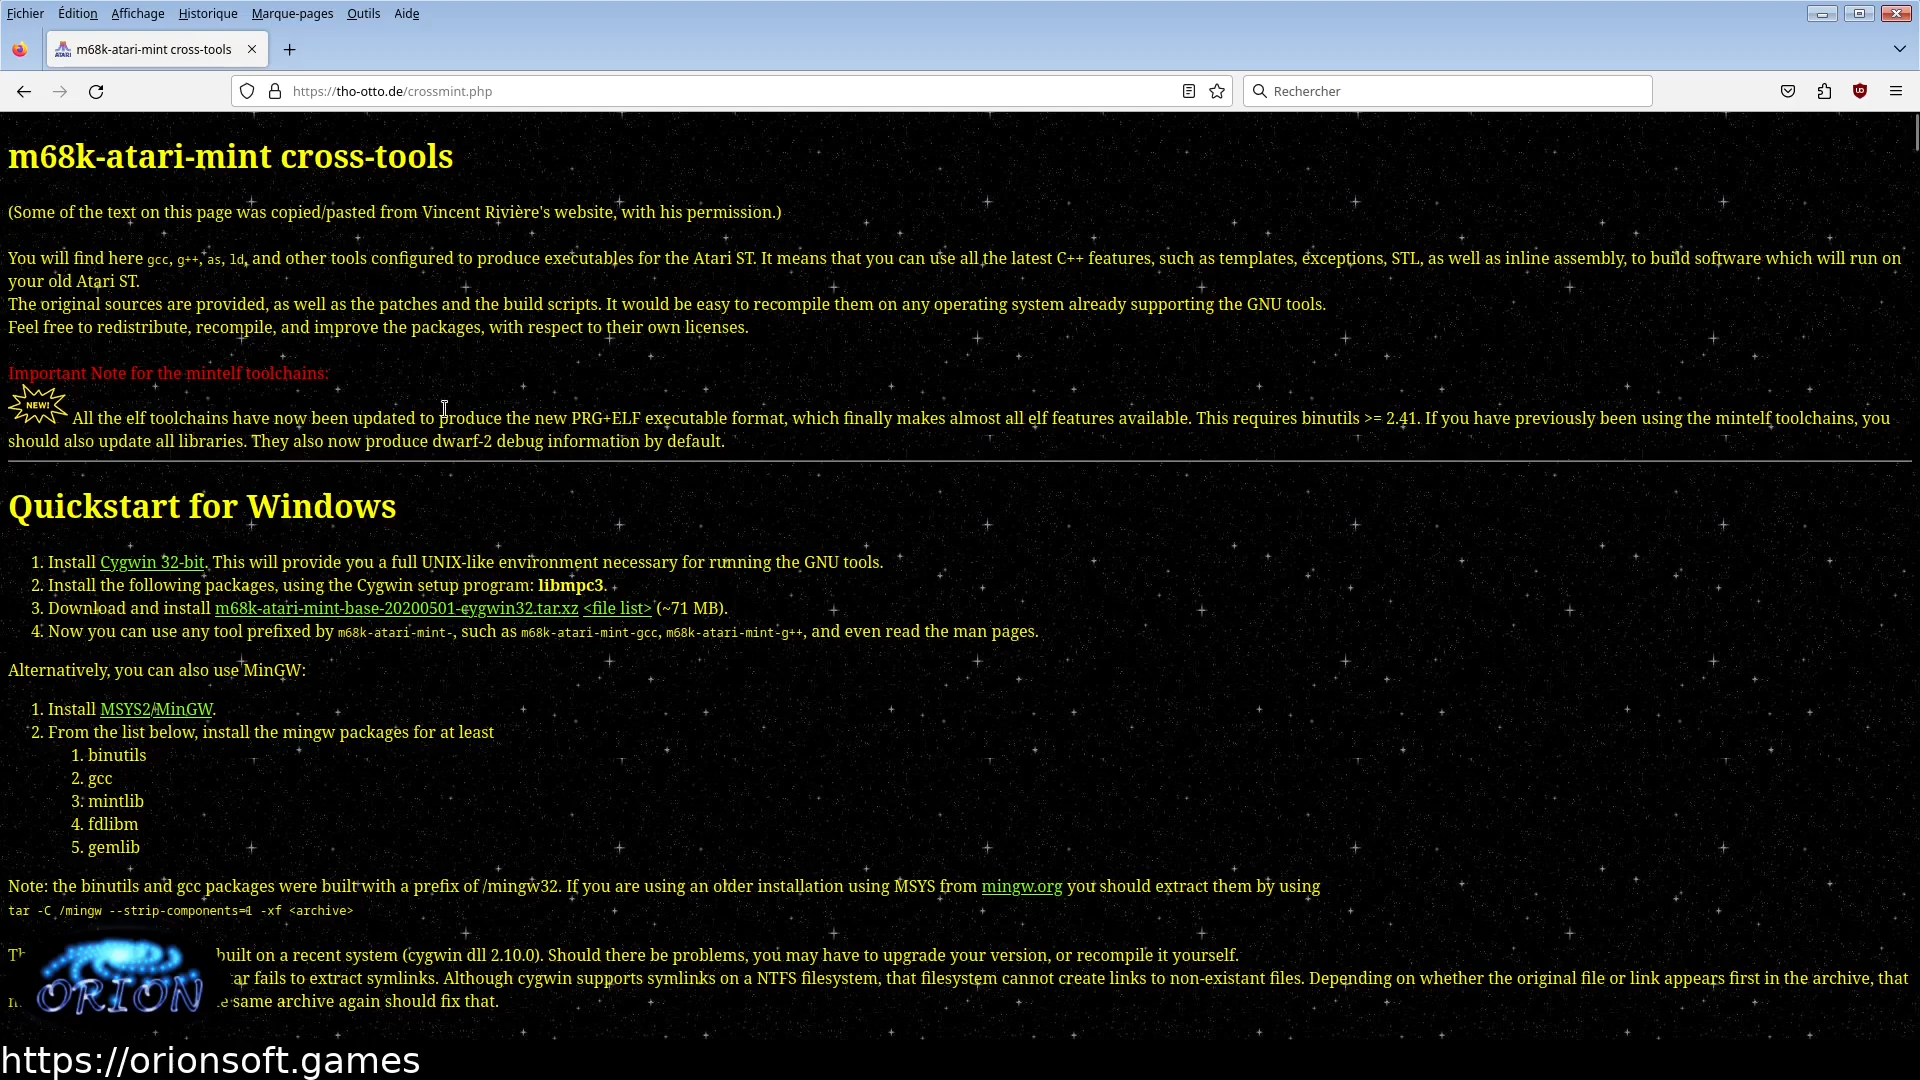 Fichier Édition Affichage Historique Marque-pages Outils Aide
m68k-atari-mint cross-tools
https://tho-otto.de/crossmint.php
Rechercher
m68k-atari-mint cross-tools
(Some of the text on this page was copied/pasted from Vincent Rivière's website, with his permission.)
You will find here gcc, g++, as, ld, and other tools configured to produce executables for the Atari ST. It means that you can use all the latest C++ features, such as templates, exceptions, STL, as well as inline assembly, to build software which will run on
your old Atari ST.
The original sources are provided, as well as the patches and the build scripts. It would be easy to recompile them on any operating system already supporting the GNU tools.
Feel free to redistribute, recompile, and improve the packages, with respect to their own licenses.
Important Note for the mintelf toolchains:
NEW! All the elf toolchains have now been updated to produce the new PRG+ELF executable format, which finally makes almost all elf features available. This requires binutils >= 2.41. If you have previously been using the mintelf toolchains, you
should also update all libraries. They also now produce dwarf-2 debug information by default.
Quickstart for Windows
1. Install Cygwin 32-bit. This will provide you a full UNIX-like environment necessary for running the GNU tools.
2. Install the following packages, using the Cygwin setup program: libmpc3.
3. Download and install m68k-atari-mint-base-20200501-cygwin32.tar.xz <file list> (~71 MB).
4. Now you can use any tool prefixed by m68k-atari-mint-, such as m68k-atari-mint-gcc, m68k-atari-mint-g++, and even read the man pages.
Alternatively, you can also use MinGW:
1. Install MSYS2/MinGW.
2. From the list below, install the mingw packages for at least
1. binutils
2. gcc
3. mintlib
4. fdlibm
5. gemlib
Note: the binutils and gcc packages were built with a prefix of /mingw32. If you are using an older installation using MSYS from mingw.org you should extract them by using
tar -C /mingw --strip-components=1 -xf <archive>
built on a recent system (cygwin dll 2.10.0). Should there be problems, you may have to upgrade your version, or recompile it yourself.
tar fails to extract symlinks. Although cygwin supports symlinks on a NTFS filesystem, that filesystem cannot create links to non-existant files. Depending on whether the original file or link appears first in the archive, that
same archive again should fix that.
ORION
https://orionsoft.games